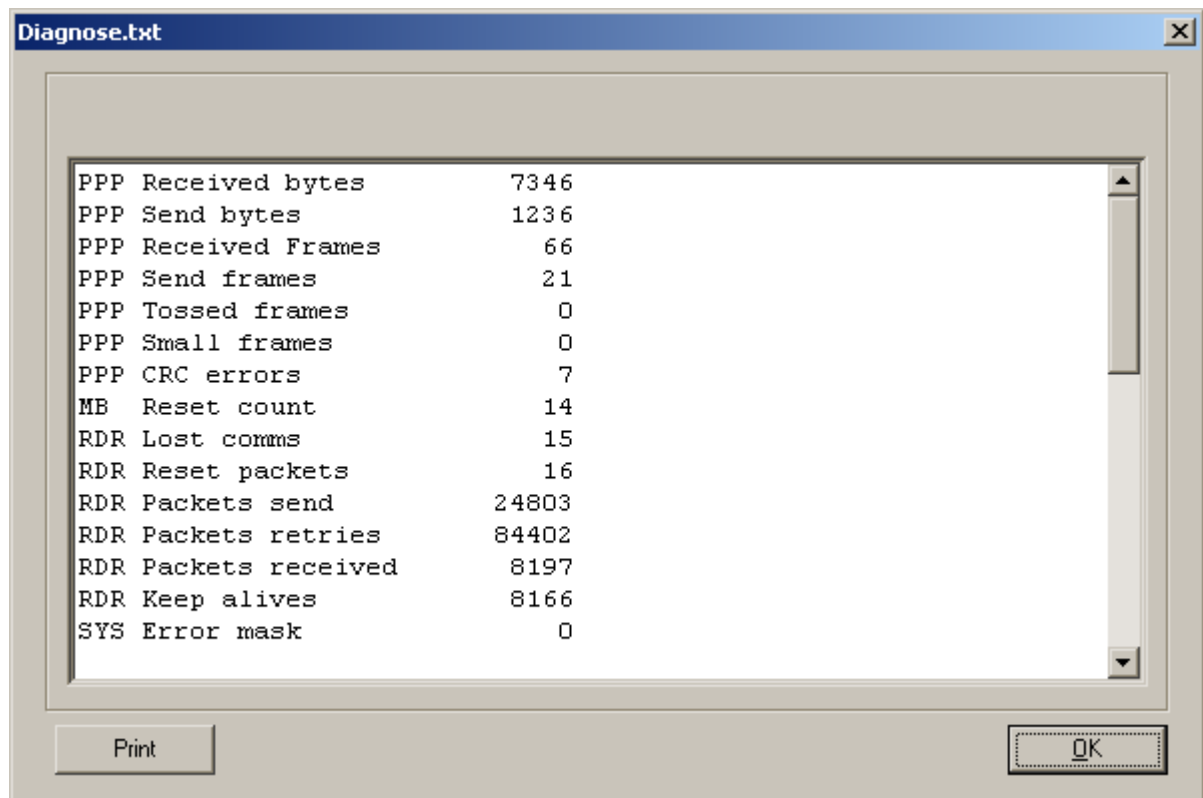 Diagnose.txt
PPP Received bytes 7346
PPP Send bytes 1236
PPP Received Frames 66
PPP Send frames 21
PPP Tossed frames 0
PPP Small frames 0
PPP CRC errors 7
MB Reset count 14
RDR Lost comms 15
RDR Reset packets 16
RDR Packets send 24803
RDR Packets retries 84402
RDR Packets received 8197
RDR Keep alives 8166
SYS Error mask 0
Print
OK